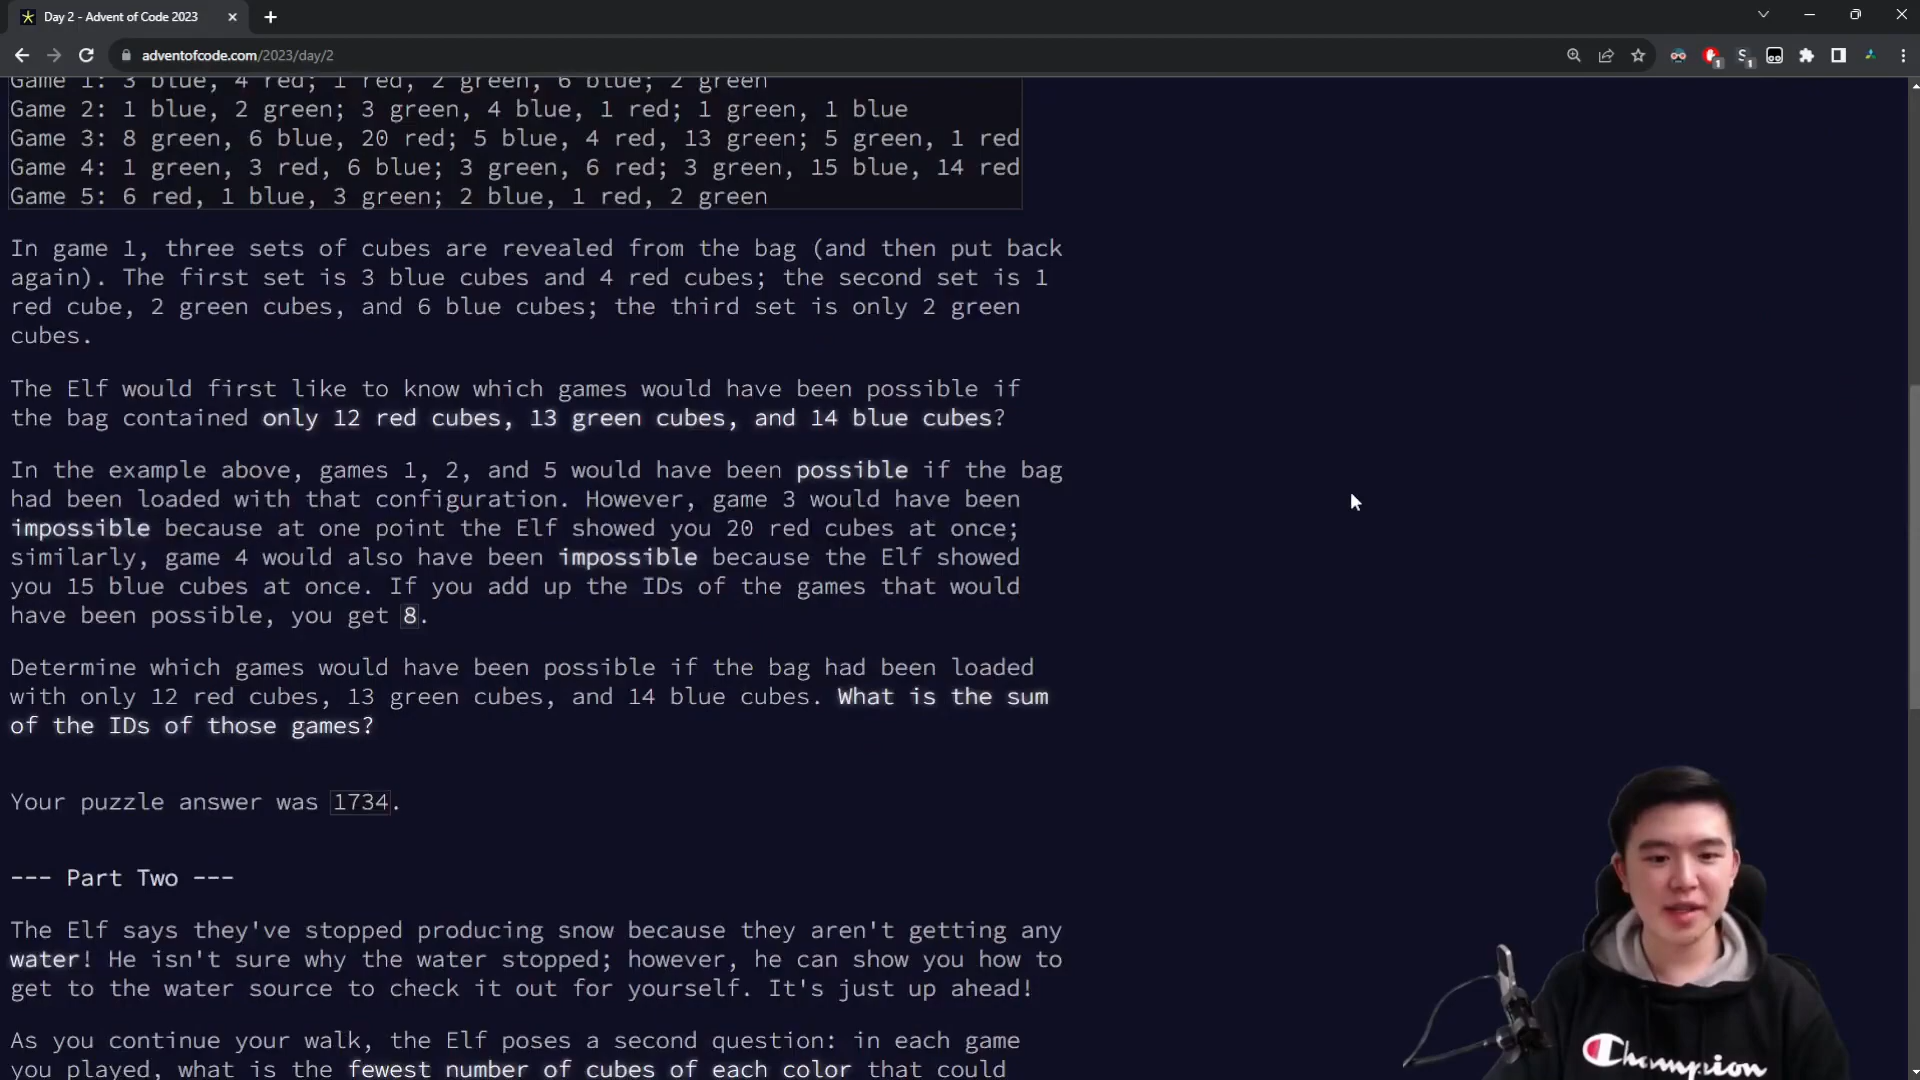 Day 2 - Advent of Code 2023
adventofcode.com/2023/day/2
Game 1: 3 blue, 4 red; 1 red, 2 green, 6 blue; 2 green
Game 2: 1 blue, 2 green; 3 green, 4 blue, 1 red; 1 green, 1 blue
Game 3: 8 green, 6 blue, 20 red; 5 blue, 4 red, 13 green; 5 green, 1 red
Game 4: 1 green, 3 red, 6 blue; 3 green, 6 red; 3 green, 15 blue, 14 red
Game 5: 6 red, 1 blue, 3 green; 2 blue, 1 red, 2 green
In game 1, three sets of cubes are revealed from the bag (and then put back
again). The first set is 3 blue cubes and 4 red cubes; the second set is 1
red cube, 2 green cubes, and 6 blue cubes; the third set is only 2 green
cubes.
The Elf would first like to know which games would have been possible if
the bag contained only 12 red cubes, 13 green cubes, and 14 blue cubes?
In the example above, games 1, 2, and 5 would have been possible if the bag
had been loaded with that configuration. However, game 3 would have been
impossible because at one point the Elf showed you 20 red cubes at once;
similarly, game 4 would also have been impossible because the Elf showed
you 15 blue cubes at once. If you add up the IDs of the games that would
have been possible, you get 8.
Determine which games would have been possible if the bag had been loaded
with only 12 red cubes, 13 green cubes, and 14 blue cubes. What is the sum
of the IDs of those games?
Your puzzle answer was 1734.
--- Part Two ---
The Elf says they've stopped producing snow because they aren't getting any
water! He isn't sure why the water stopped; however, he can show you how to
get to the water source to check it out for yourself. It's just up ahead!
As you continue your walk, the Elf poses a second question: in each game
you played, what is the fewest number of cubes of each color that could
Champion